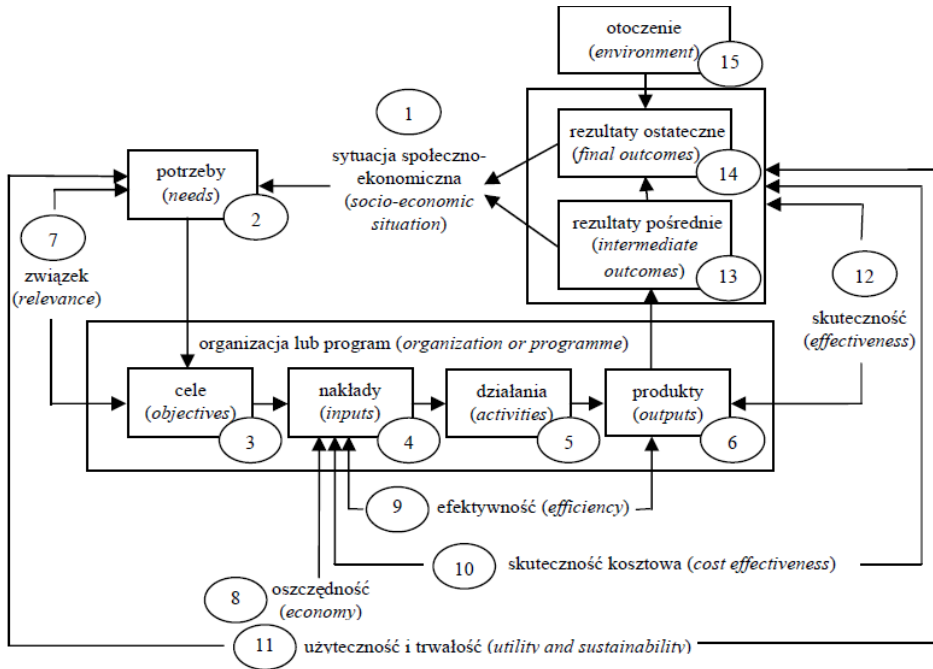 otoczenie
(environment)
15
1
sytuacja społeczno-
ekonomiczna
(socio-economic
situation)
rezultaty ostateczne
(final outcomes)
14
potrzeby
(needs)
2
rezultaty pośrednie
(intermediate
outcomes)
13
7
związek
(relevance)
12
skuteczność
(effectiveness)
organizacja lub program (organization or programme)
cele
(objectives)
3
nakłady
(inputs)
4
działania
(activities)
5
produkty
(outputs)
6
9
efektywność (efficiency)
10
skuteczność kosztowa (cost effectiveness)
8
oszczędność
(economy)
11
użyteczność i trwałość (utility and sustainability)